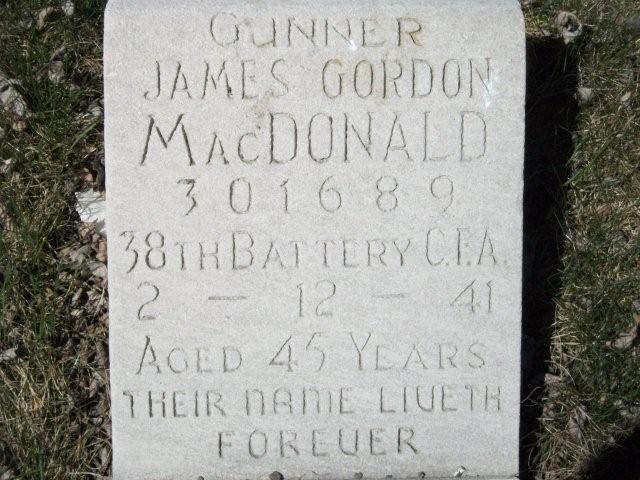 GUNNER
JAMES GORDON
MacDONALD
301689
38TH BATTERY C.F.A.
2 - 12 - 41
AGED 45 YEARS
THEIR NAME LIVETH
FOREVER